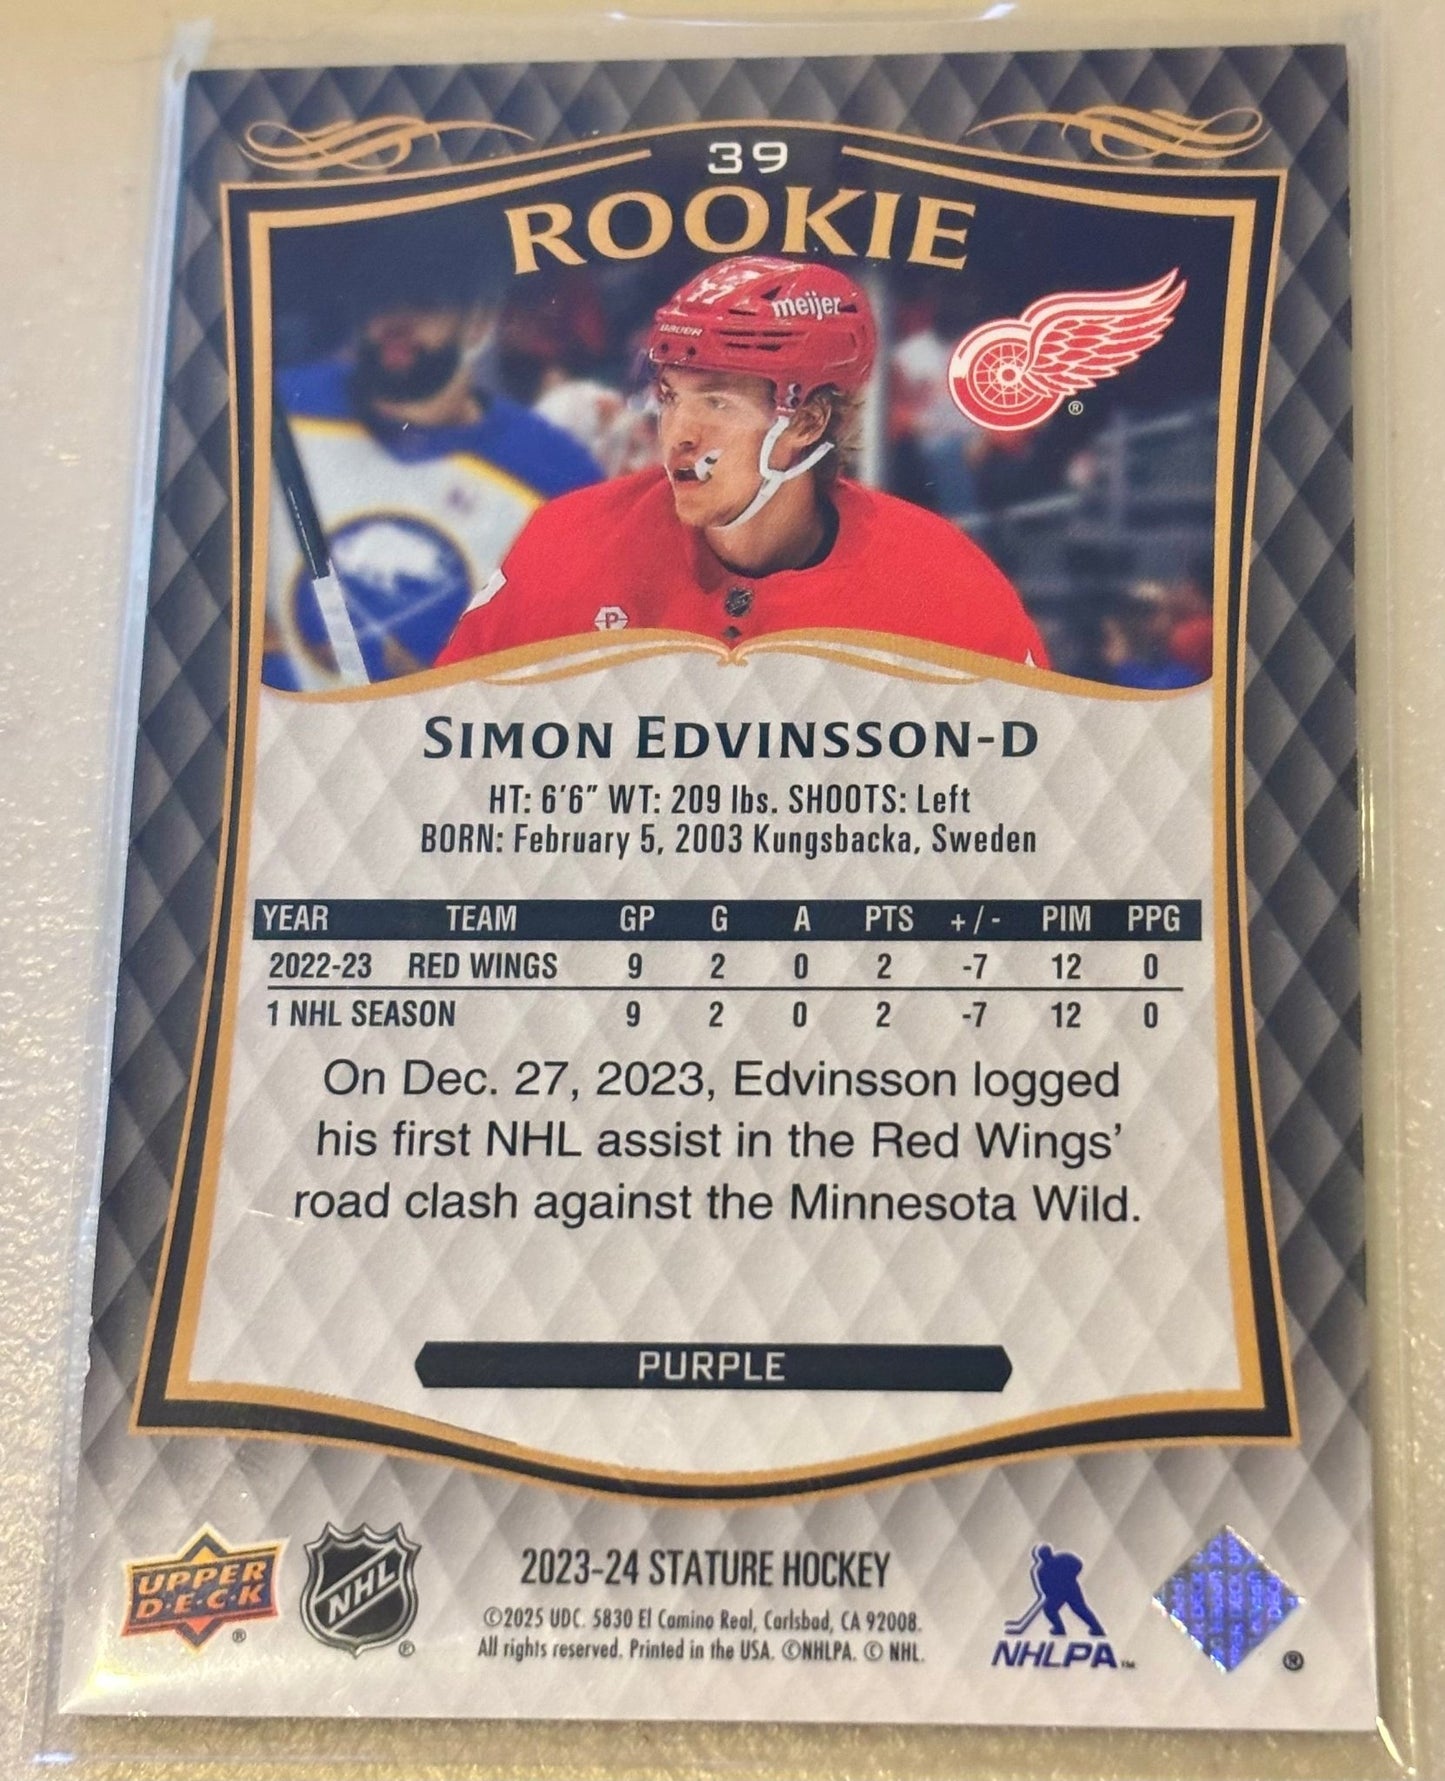 39
ROOKIE
meijer
BAUER
P
SIMON EDVINSSON-D
HT: 6'6" WT: 209 lbs. SHOOTS: Left
BORN: February 5, 2003 Kungsbacka, Sweden
YEAR TEAM GP G A PTS +/- PIM PPG
2022-23 RED WINGS 9 2 0 2 -7 12 0
1 NHL SEASON 9 2 0 2 -7 12 0
On Dec. 27, 2023, Edvinsson logged
his first NHL assist in the Red Wings'
road clash against the Minnesota Wild.
PURPLE
UPPER
D·E·C·K
®
NHL
®
2023-24 STATURE HOCKEY
©2025 UDC. 5830 El Camino Real, Carlsbad, CA 92008.
All rights reserved. Printed in the USA. ©NHLPA. © NHL.
NHLPA™
®